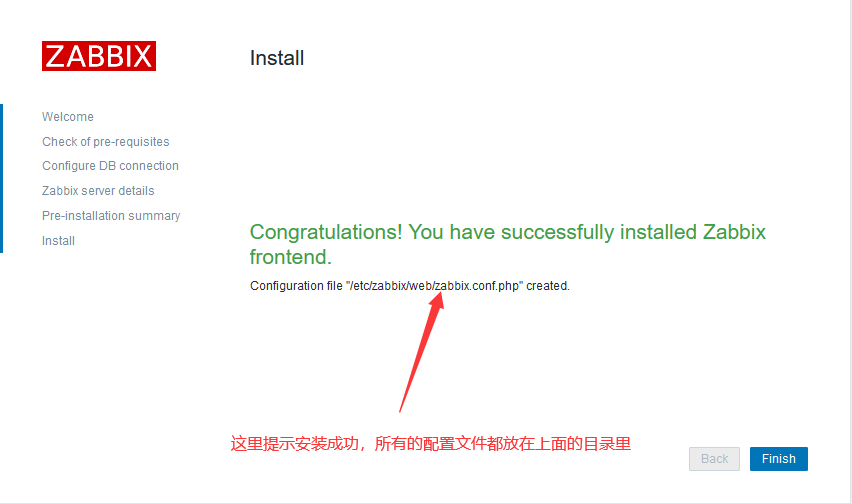 ZABBIX
Install
Welcome
Check of pre-requisites
Configure DB connection
Zabbix server details
Pre-installation summary
Install
Congratulations! You have successfully installed Zabbix
frontend.
Configuration file "/etc/zabbix/web/zabbix.conf.php" created.
这里提示安装成功，所有的配置文件都放在上面的目录里
Back
Finish